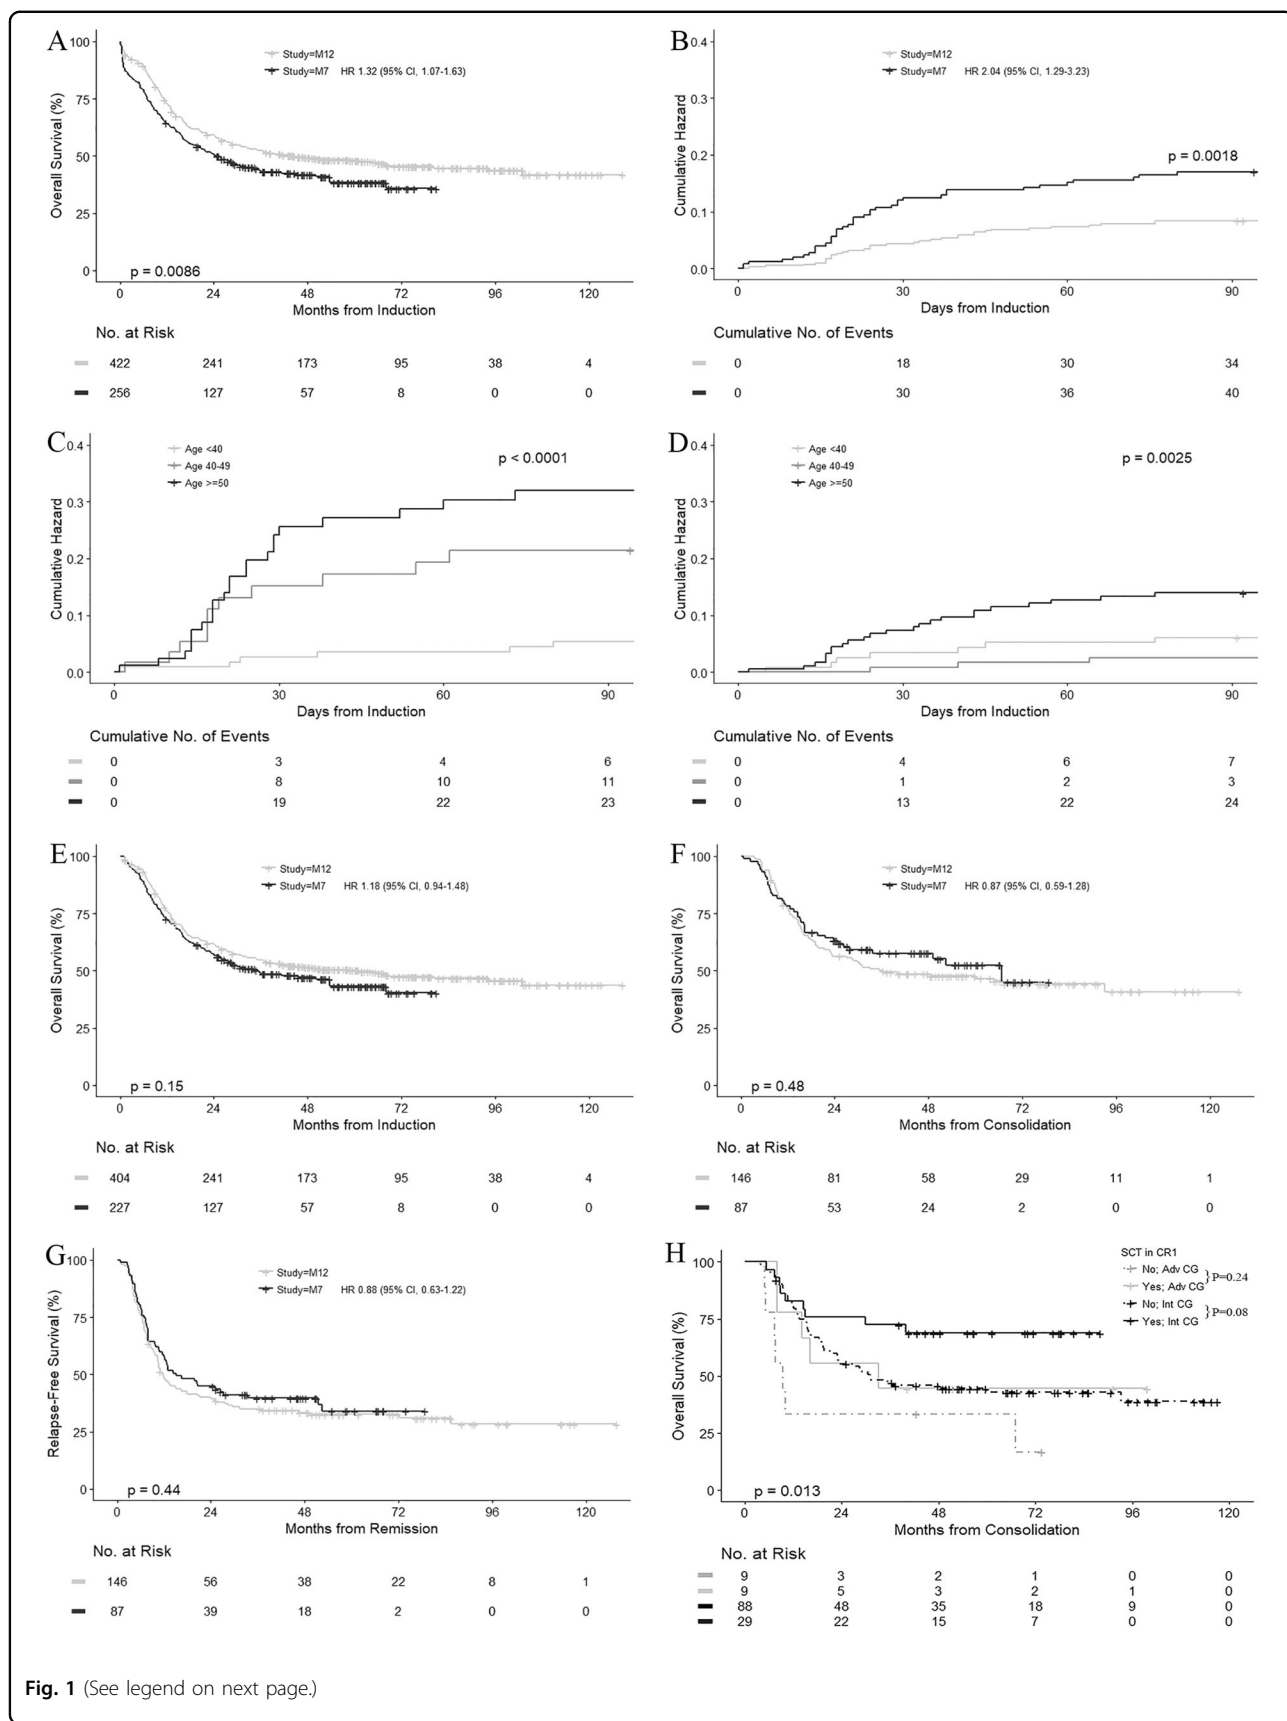 A
100
75
50
25
0
Overall Survival (%)
Study=M12
Study=M7 HR 1.32 (95% CI, 1.07-1.63)
p = 0.0086
0 24 48 72 96 120
Months from Induction
No. at Risk
422 241 173 95 38 4
256 127 57 8 0 0
B
0.4
0.3
0.2
0.1
0.0
Cumulative Hazard
Study=M12
Study=M7 HR 2.04 (95% CI, 1.29-3.23)
p = 0.0018
0 30 60 90
Days from Induction
Cumulative No. of Events
0 18 30 34
0 30 36 40
C
0.4
0.3
0.2
0.1
0.0
Cumulative Hazard
Age <40
Age 40-49
Age >=50
p < 0.0001
0 30 60 90
Days from Induction
Cumulative No. of Events
0 3 4 6
0 8 10 11
0 19 22 23
D
0.4
0.3
0.2
0.1
0.0
Cumulative Hazard
Age <40
Age 40-49
Age >=50
p = 0.0025
0 30 60 90
Days from Induction
Cumulative No. of Events
0 4 6 7
0 1 2 3
0 13 22 24
E
100
75
50
25
0
Overall Survival (%)
Study=M12
Study=M7 HR 1.18 (95% CI, 0.94-1.48)
p = 0.15
0 24 48 72 96 120
Months from Induction
No. at Risk
404 241 173 95 38 4
227 127 57 8 0 0
F
100
75
50
25
0
Overall Survival (%)
Study=M12
Study=M7 HR 0.87 (95% CI, 0.59-1.28)
p = 0.48
0 24 48 72 96 120
Months from Consolidation
No. at Risk
146 81 58 29 11 1
87 53 24 2 0 0
G
100
75
50
25
0
Relapse-Free Survival (%)
Study=M12
Study=M7 HR 0.88 (95% CI, 0.63-1.22)
p = 0.44
0 24 48 72 96 120
Months from Remission
No. at Risk
146 56 38 22 8 1
87 39 18 2 0 0
H
100
75
50
25
0
Overall Survival (%)
SCT in CR1
No; Adv CG
Yes; Adv CG
}P=0.24
No; Int CG
Yes; Int CG
}P=0.08
p = 0.013
0 24 48 72 96 120
Months from Consolidation
No. at Risk
9 3 2 1 0 0
9 5 3 2 1 0
88 48 35 18 9 0
29 22 15 7 0 0
Fig. 1 (See legend on next page.)